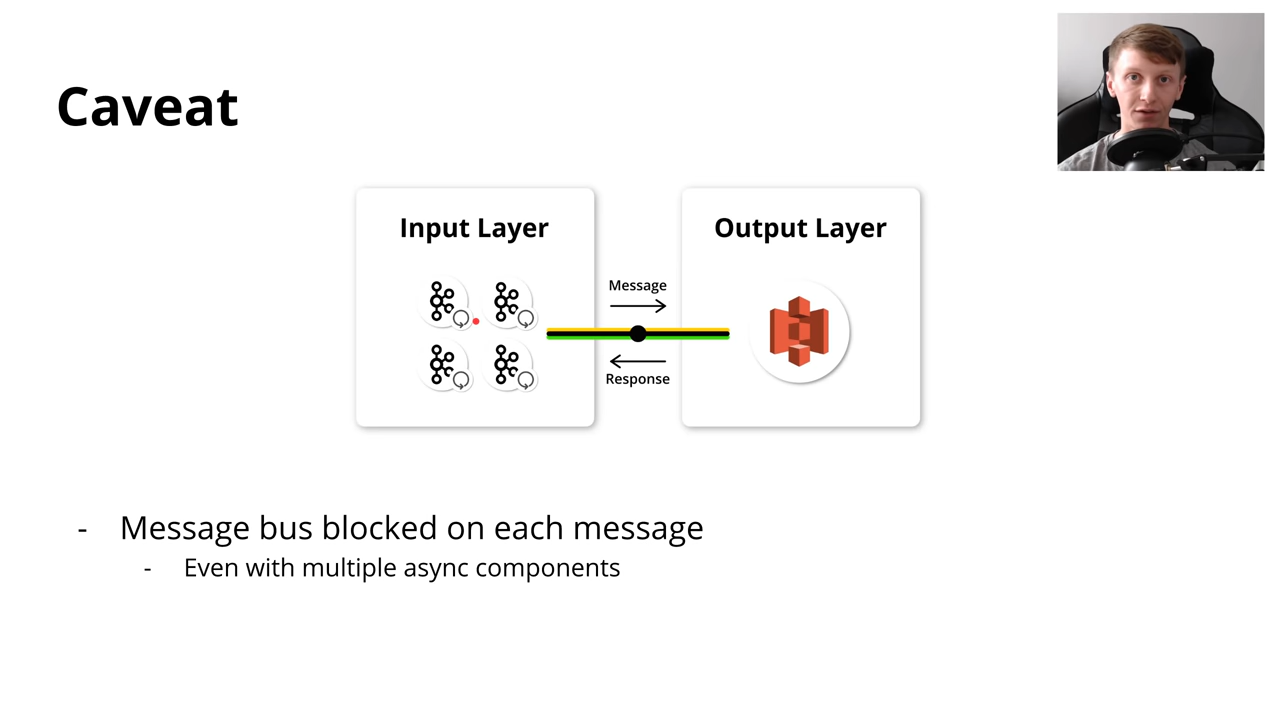 Caveat
Input Layer
Output Layer
Message
Response
- Message bus blocked on each message
- Even with multiple async components